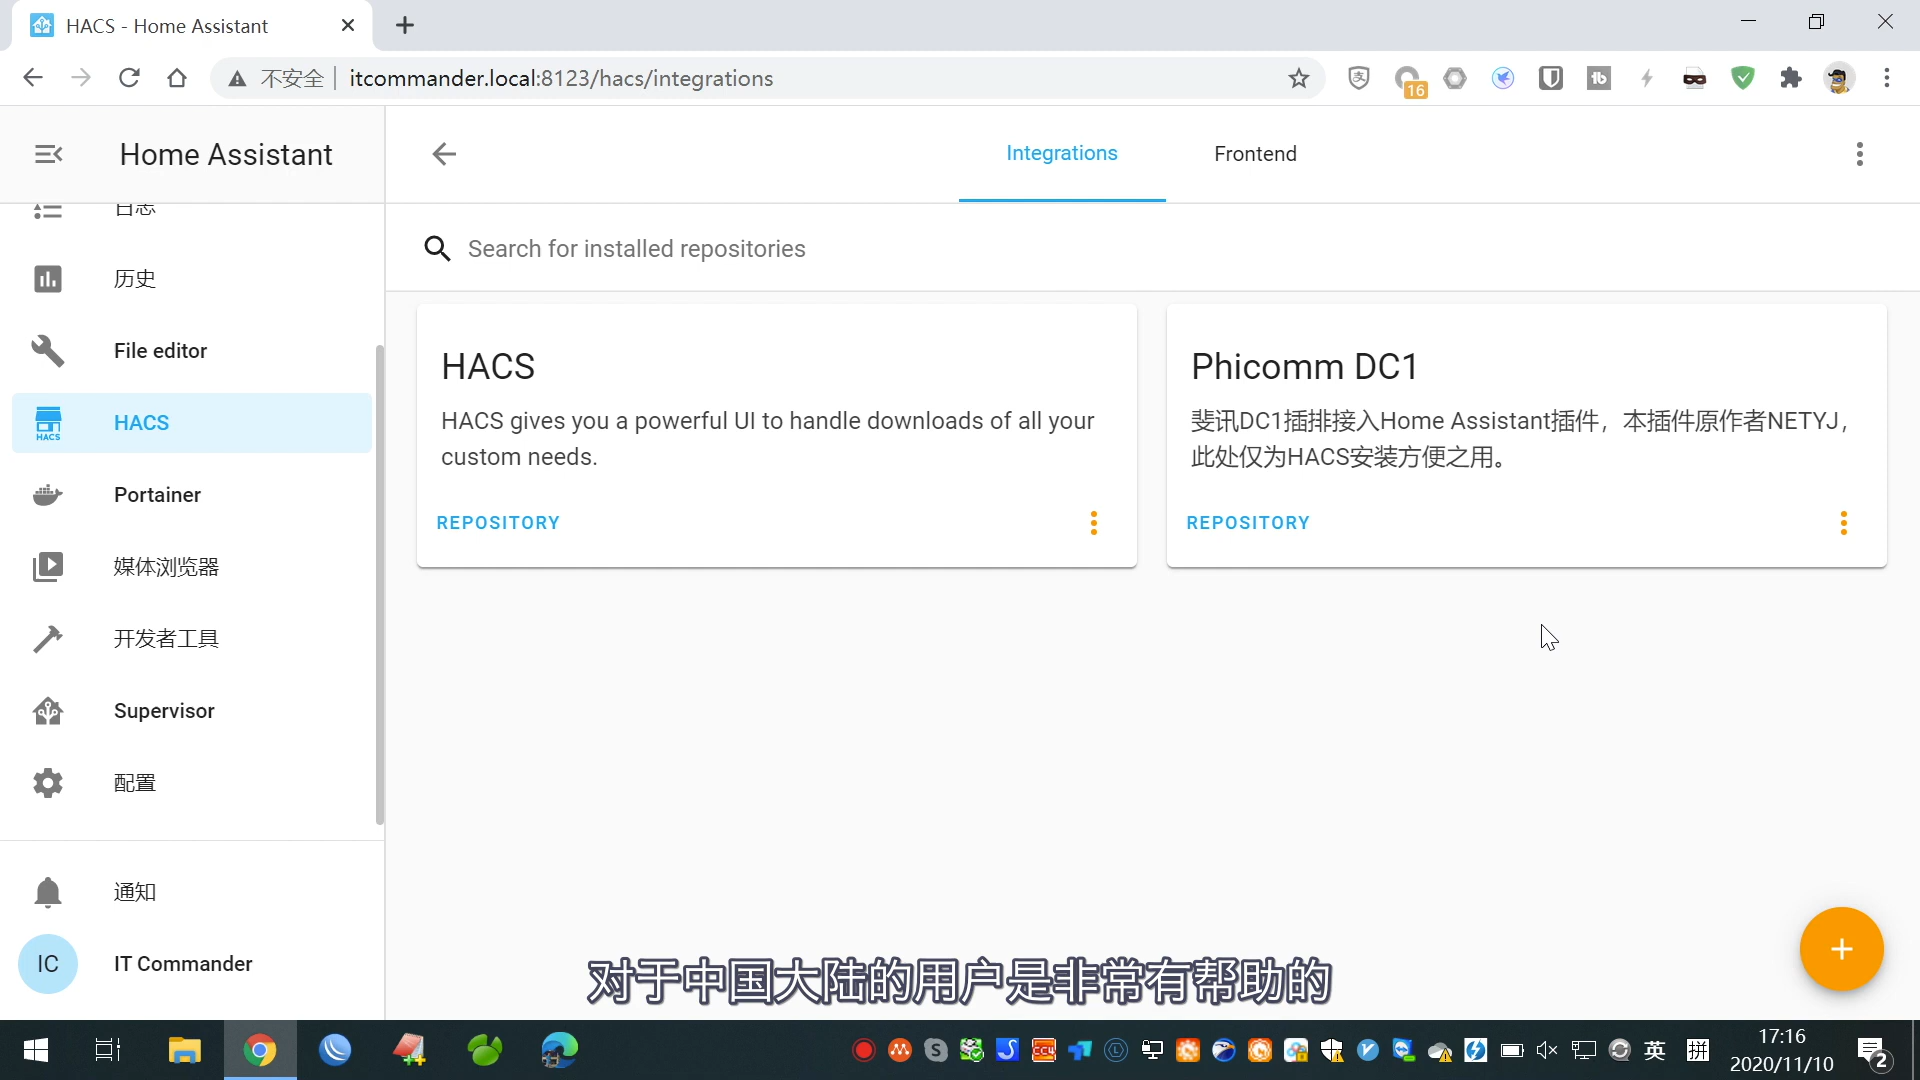 HACS - Home Assistant
不安全
itcommander.local:8123/hacs/integrations
16
Home Assistant
Integrations
Frontend
日志
Search for installed repositories
历史
File editor
HACS
HACS
Portainer
媒体浏览器
开发者工具
Supervisor
配置
通知
IC
IT Commander
HACS
HACS gives you a powerful UI to handle downloads of all your
custom needs.
REPOSITORY
Phicomm DC1
斐讯DC1插排接入Home Assistant插件，本插件原作者NETYJ，
此处仅为HACS安装方便之用。
REPOSITORY
对于中国大陆的用户是非常有帮助的
英
拼
17:16
2020/11/10
2